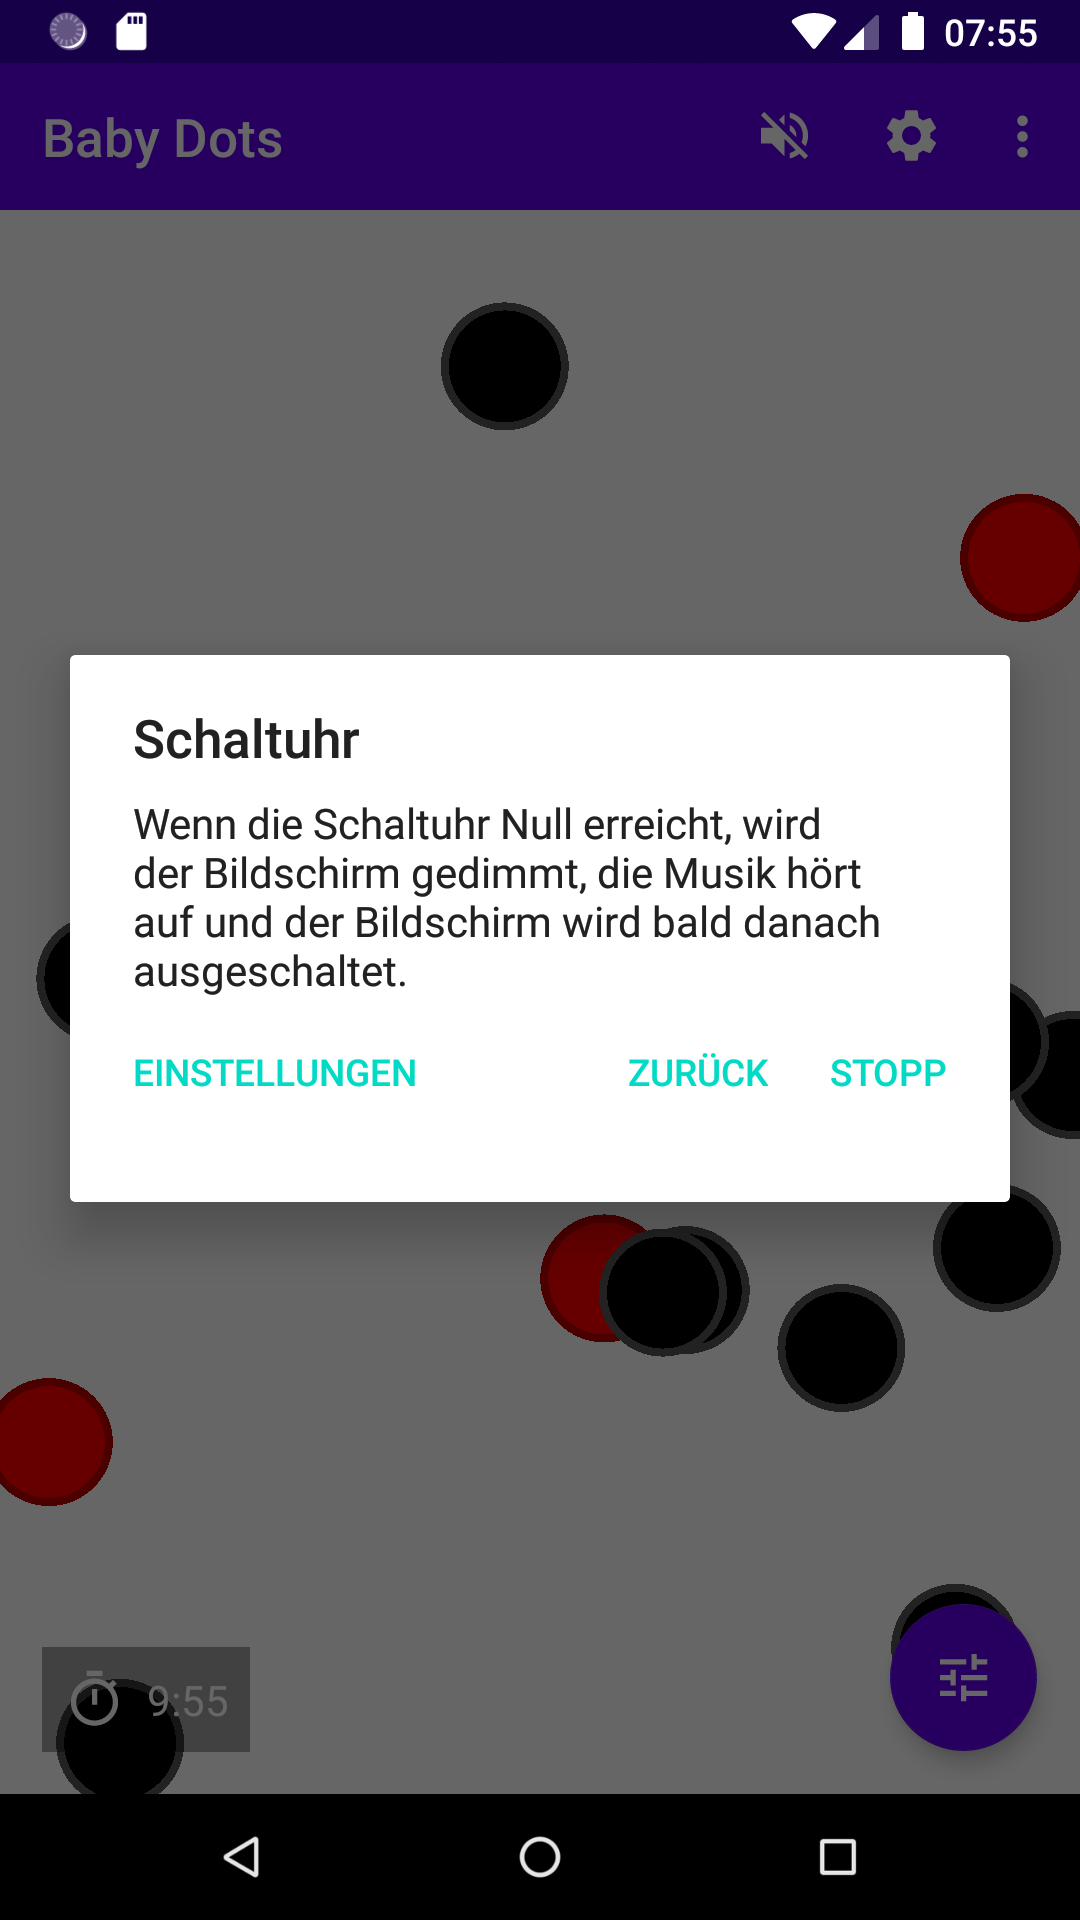 07:55
Baby Dots
Schaltuhr
Wenn die Schaltuhr Null erreicht, wird
der Bildschirm gedimmt, die Musik hört
auf und der Bildschirm wird bald danach
ausgeschaltet.
EINSTELLUNGEN ZURÜCK STOPP
9:55